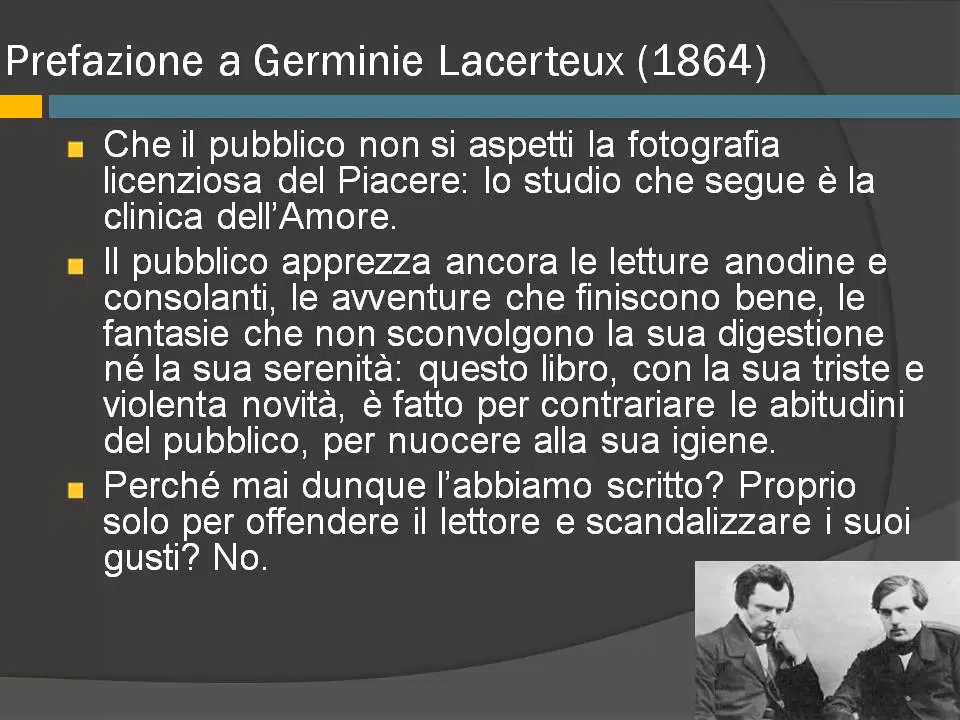 Prefazione a Germinie Lacerteux (1864)
Che il pubblico non si aspetti la fotografia
licenziosa del Piacere: lo studio che segue è la
clinica dell’Amore.
Il pubblico apprezza ancora le letture anodine e
consolanti, le avventure che finiscono bene, le
fantasie che non sconvolgono la sua digestione
né la sua serenità: questo libro, con la sua triste e
violenta novità, è fatto per contrariare le abitudini
del pubblico, per nuocere alla sua igiene.
Perché mai dunque l’abbiamo scritto? Proprio
solo per offendere il lettore e scandalizzare i suoi
gusti? No.